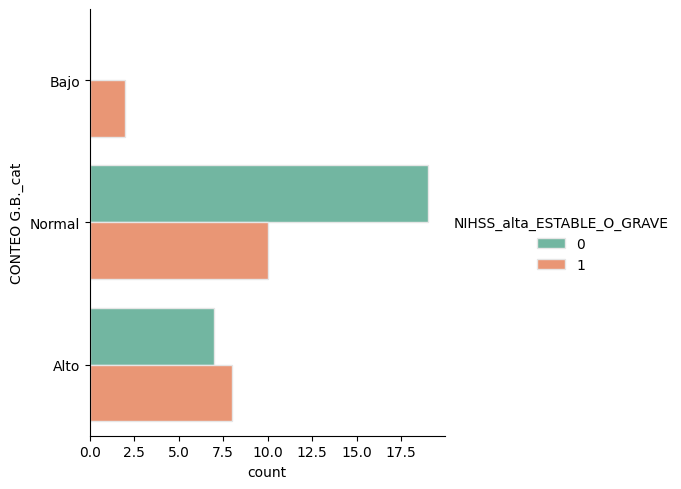 CONTEO G.B._cat
Bajo
Normal
Alto
0.0 2.5 5.0 7.5 10.0 12.5 15.0 17.5
count
NIHSS_alta_ESTABLE_O_GRAVE
0
1